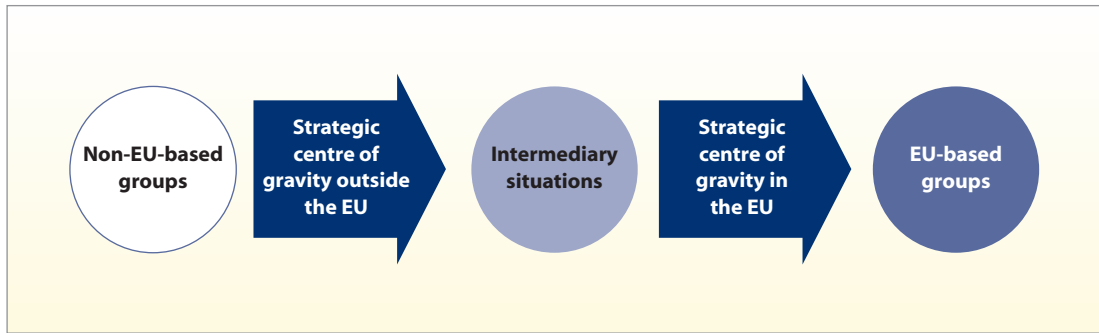 Non-EU-based
groups
Strategic
centre of
gravity outside
the EU
Intermediary
situations
Strategic
centre of
gravity in
the EU
EU-based
groups